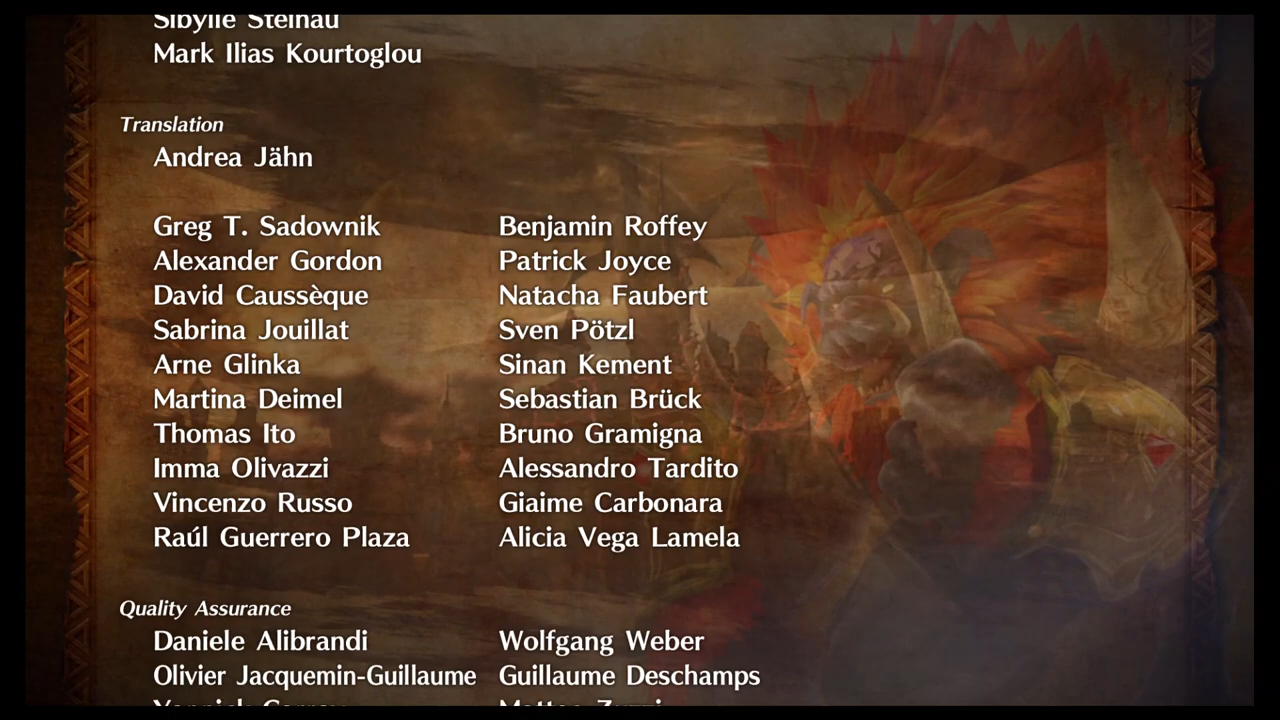 Sibylle Steinau
Mark Ilias Kourtoglou
Translation
Andrea Jähn
Greg T. Sadownik Benjamin Roffey
Alexander Gordon Patrick Joyce
David Caussèque Natacha Faubert
Sabrina Jouillat Sven Pötzl
Arne Glinka Sinan Kement
Martina Deimel Sebastian Brück
Thomas Ito Bruno Gramigna
Imma Olivazzi Alessandro Tardito
Vincenzo Russo Giaime Carbonara
Raúl Guerrero Plaza Alicia Vega Lamela
Quality Assurance
Daniele Alibrandi Wolfgang Weber
Olivier Jacquemin-Guillaume Guillaume Deschamps